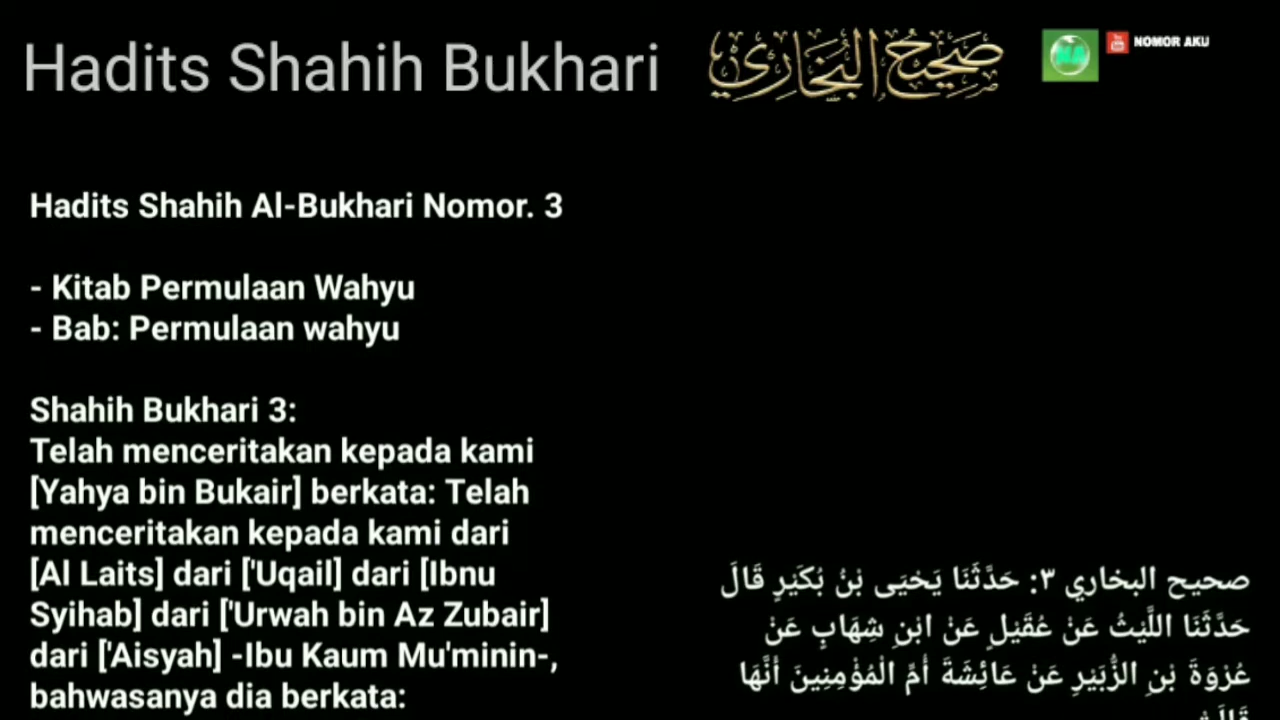 Hadits Shahih Bukhari
صحيح البخاري
NOMOR AKU
Hadits Shahih Al-Bukhari Nomor. 3
- Kitab Permulaan Wahyu
- Bab: Permulaan wahyu
Shahih Bukhari 3:
Telah menceritakan kepada kami
[Yahya bin Bukair] berkata: Telah
menceritakan kepada kami dari
[Al Laits] dari ['Uqail] dari [Ibnu
Syihab] dari ['Urwah bin Az Zubair]
dari ['Aisyah] -Ibu Kaum Mu'minin-,
bahwasanya dia berkata:
صحيح البخاري ٣: حَدَّثَنَا يَحْيَى بْنُ بُكَيْرٍ قَالَ
حَدَّثَنَا اللَّيْثُ عَنْ عُقَيْلٍ عَنْ ابْنِ شِهَابٍ عَنْ
عُرْوَةَ بْنِ الزُّبَيْرِ عَنْ عَائِشَةَ أُمِّ الْمُؤْمِنِينَ أَنَّهَا